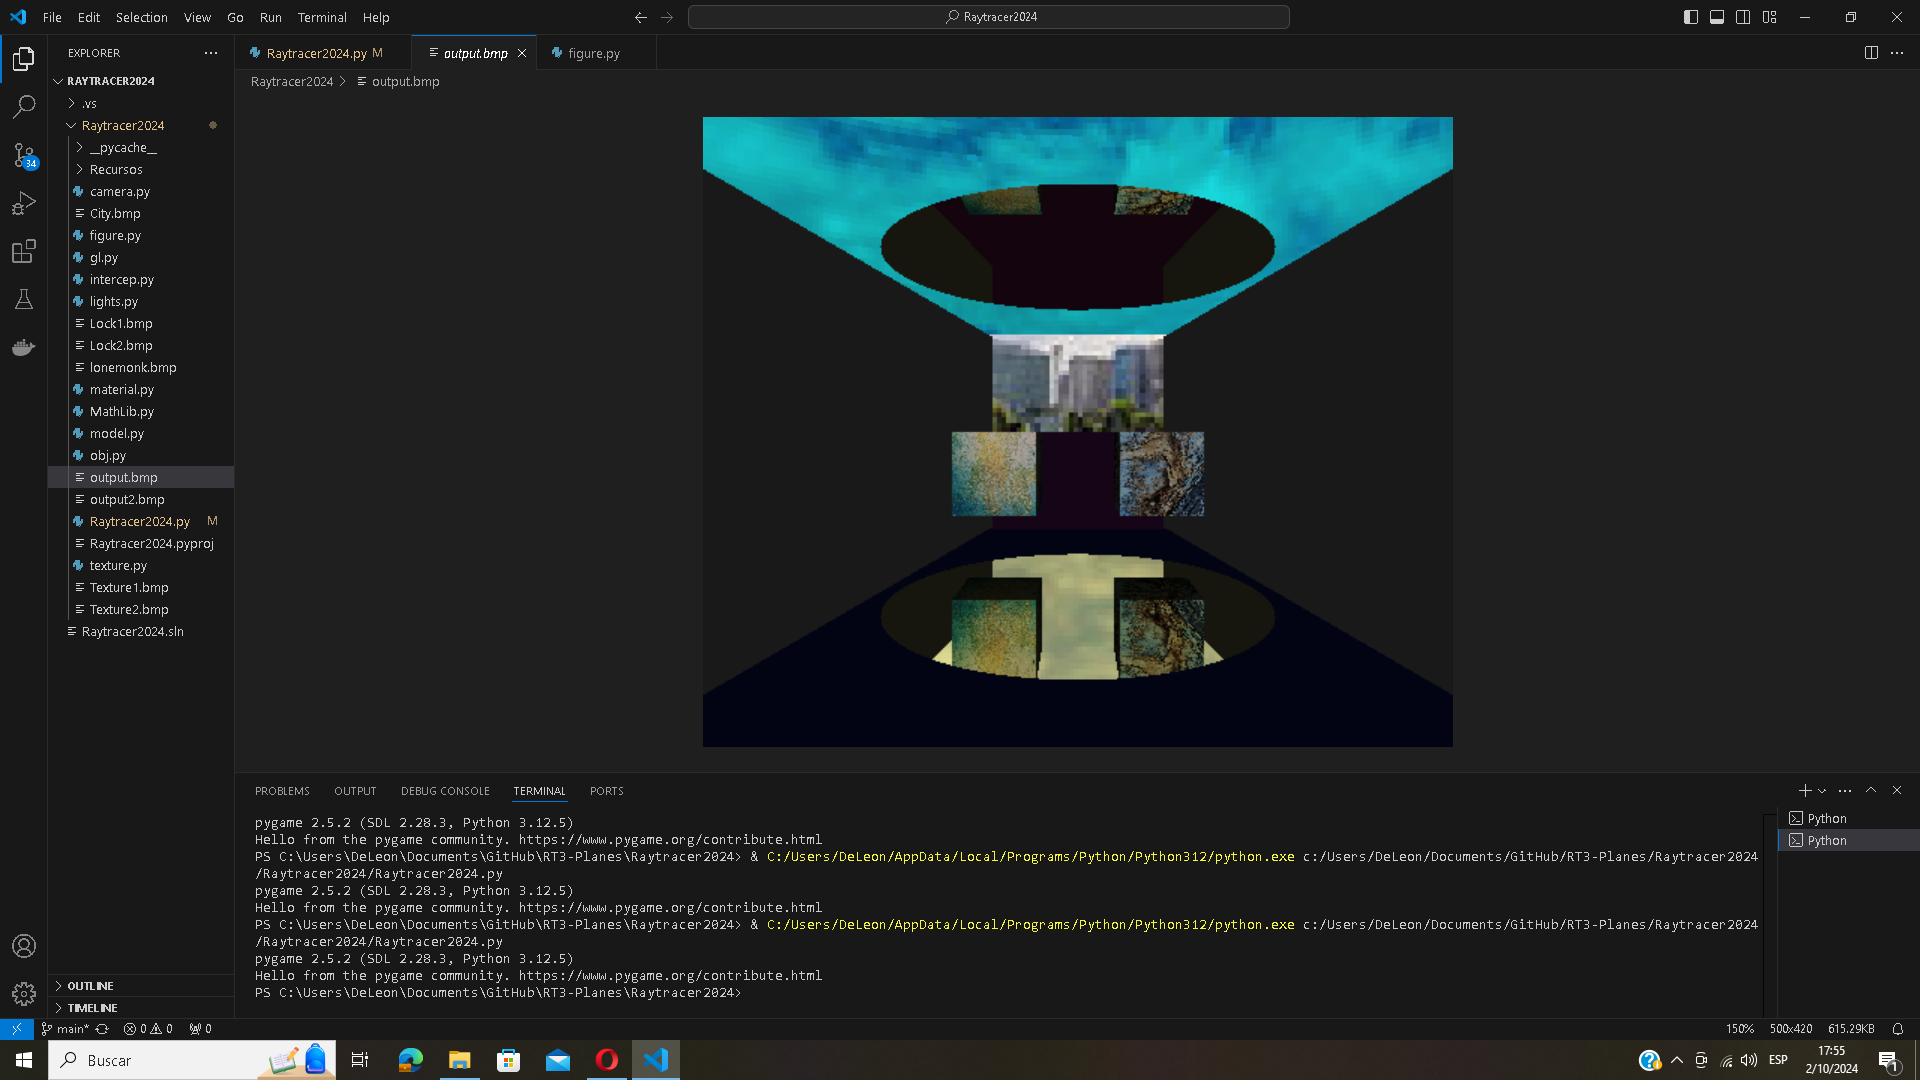 File Edit Selection View Go Run Terminal Help
Raytracer2024
EXPLORER
RAYTRACER2024
.vs
Raytracer2024
__pycache__
Recursos
camera.py
City.bmp
figure.py
gl.py
intercep.py
lights.py
Lock1.bmp
Lock2.bmp
lonemonk.bmp
material.py
MathLib.py
model.py
obj.py
output.bmp
output2.bmp
Raytracer2024.py M
Raytracer2024.pyproj
texture.py
Texture1.bmp
Texture2.bmp
Raytracer2024.sln
34
OUTLINE
TIMELINE
Raytracer2024.py M output.bmp figure.py
Raytracer2024 > output.bmp
PROBLEMS OUTPUT DEBUG CONSOLE TERMINAL PORTS
pygame 2.5.2 (SDL 2.28.3, Python 3.12.5)
Hello from the pygame community. https://www.pygame.org/contribute.html
PS C:\Users\DeLeon\Documents\GitHub\RT3-Planes\Raytracer2024> & C:/Users/DeLeon/AppData/Local/Programs/Python/Python312/python.exe c:/Users/DeLeon/Documents/GitHub/RT3-Planes/Raytracer2024
/Raytracer2024/Raytracer2024.py
pygame 2.5.2 (SDL 2.28.3, Python 3.12.5)
Hello from the pygame community. https://www.pygame.org/contribute.html
PS C:\Users\DeLeon\Documents\GitHub\RT3-Planes\Raytracer2024> & C:/Users/DeLeon/AppData/Local/Programs/Python/Python312/python.exe c:/Users/DeLeon/Documents/GitHub/RT3-Planes/Raytracer2024
/Raytracer2024/Raytracer2024.py
pygame 2.5.2 (SDL 2.28.3, Python 3.12.5)
Hello from the pygame community. https://www.pygame.org/contribute.html
PS C:\Users\DeLeon\Documents\GitHub\RT3-Planes\Raytracer2024>
Python
Python
main* 0 0 0
150% 500x420 615.29KB
Buscar
ESP
17:55
2/10/2024
1